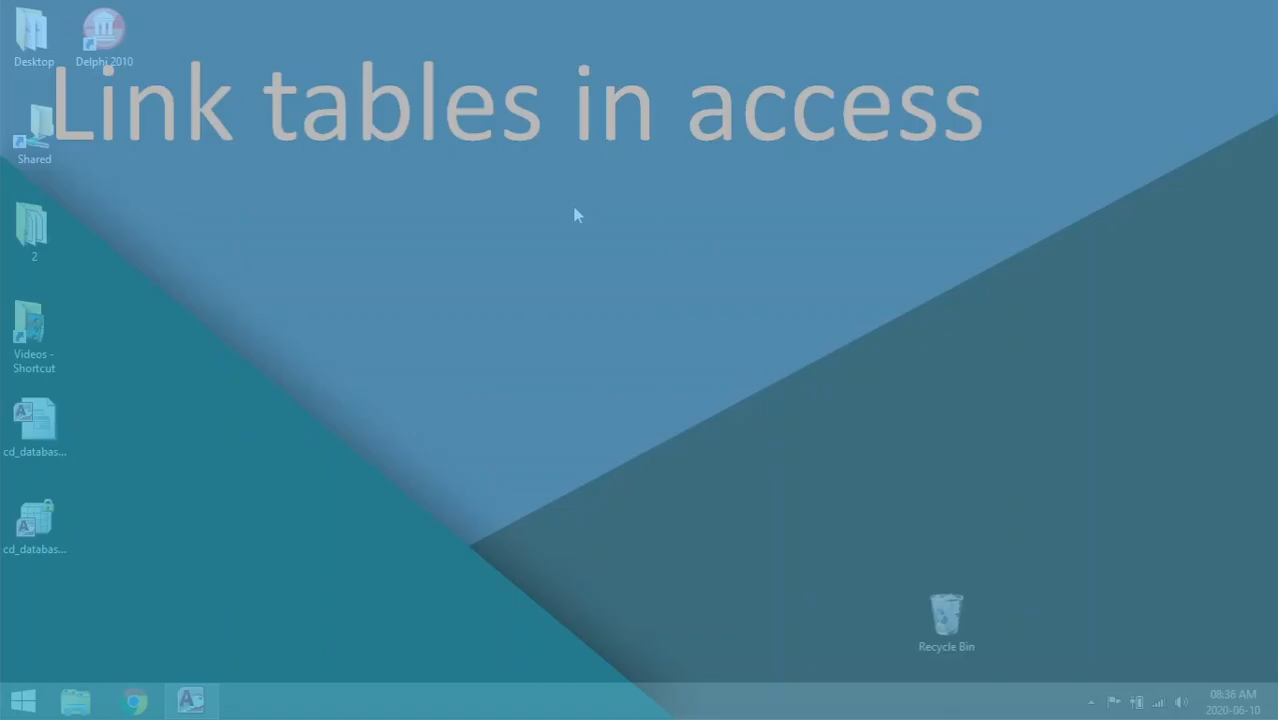 Link tables in access
Desktop
Delphi 2010
Shared
2
Videos -
Shortcut
cd_databas...
cd_databas...
Recycle Bin
08:36 AM
2020-06-10